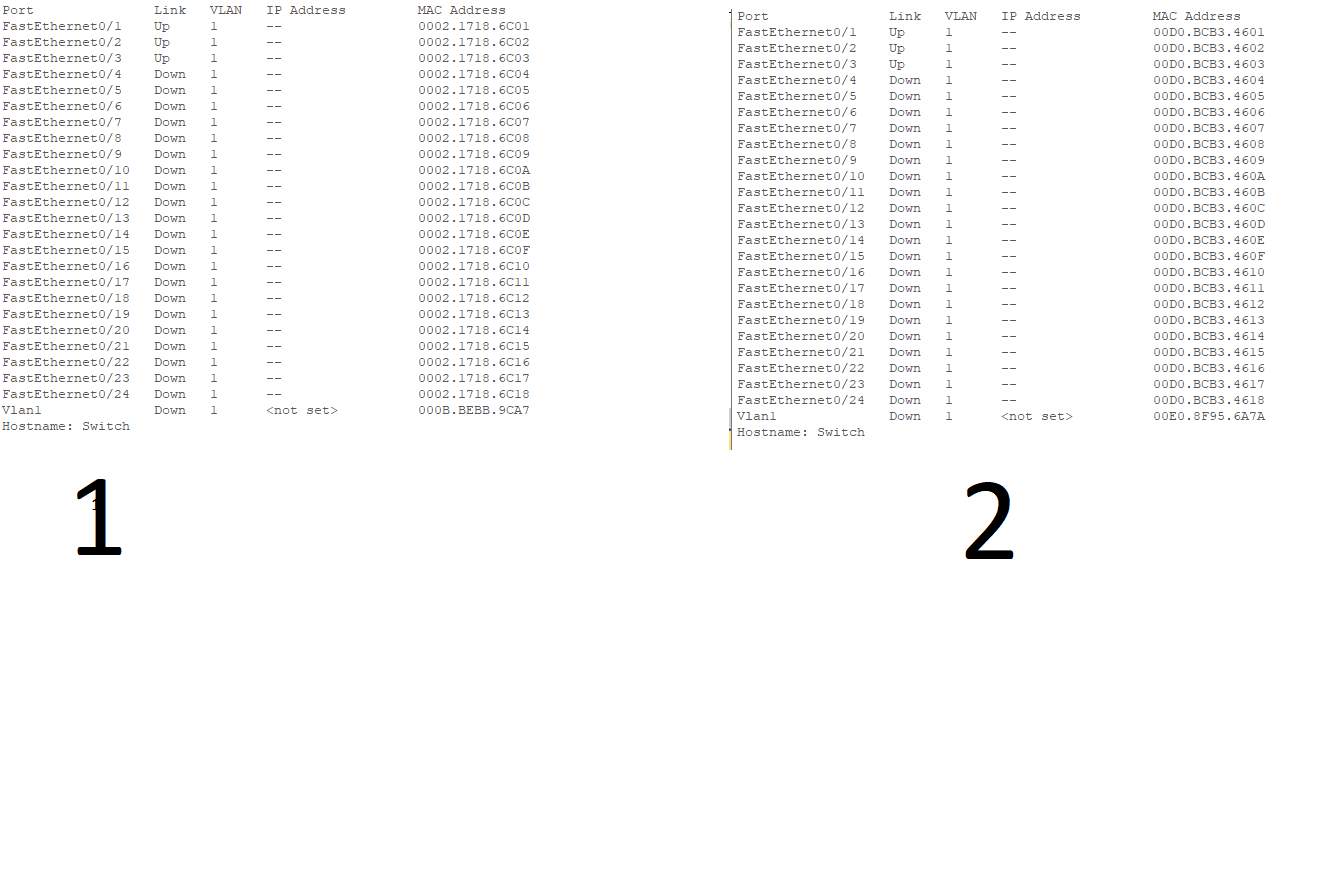 Port Link VLAN IP Address MAC Address
FastEthernet0/1 Up 1 -- 0002.1718.6C01
FastEthernet0/2 Up 1 -- 0002.1718.6C02
FastEthernet0/3 Up 1 -- 0002.1718.6C03
FastEthernet0/4 Down 1 -- 0002.1718.6C04
FastEthernet0/5 Down 1 -- 0002.1718.6C05
FastEthernet0/6 Down 1 -- 0002.1718.6C06
FastEthernet0/7 Down 1 -- 0002.1718.6C07
FastEthernet0/8 Down 1 -- 0002.1718.6C08
FastEthernet0/9 Down 1 -- 0002.1718.6C09
FastEthernet0/10 Down 1 -- 0002.1718.6C0A
FastEthernet0/11 Down 1 -- 0002.1718.6C0B
FastEthernet0/12 Down 1 -- 0002.1718.6C0C
FastEthernet0/13 Down 1 -- 0002.1718.6C0D
FastEthernet0/14 Down 1 -- 0002.1718.6C0E
FastEthernet0/15 Down 1 -- 0002.1718.6C0F
FastEthernet0/16 Down 1 -- 0002.1718.6C10
FastEthernet0/17 Down 1 -- 0002.1718.6C11
FastEthernet0/18 Down 1 -- 0002.1718.6C12
FastEthernet0/19 Down 1 -- 0002.1718.6C13
FastEthernet0/20 Down 1 -- 0002.1718.6C14
FastEthernet0/21 Down 1 -- 0002.1718.6C15
FastEthernet0/22 Down 1 -- 0002.1718.6C16
FastEthernet0/23 Down 1 -- 0002.1718.6C17
FastEthernet0/24 Down 1 -- 0002.1718.6C18
Vlan1 Down 1 <not set> 000B.BEBB.9CA7
Hostname: Switch
1
Port Link VLAN IP Address MAC Address
FastEthernet0/1 Up 1 -- 00D0.BCB3.4601
FastEthernet0/2 Up 1 -- 00D0.BCB3.4602
FastEthernet0/3 Up 1 -- 00D0.BCB3.4603
FastEthernet0/4 Down 1 -- 00D0.BCB3.4604
FastEthernet0/5 Down 1 -- 00D0.BCB3.4605
FastEthernet0/6 Down 1 -- 00D0.BCB3.4606
FastEthernet0/7 Down 1 -- 00D0.BCB3.4607
FastEthernet0/8 Down 1 -- 00D0.BCB3.4608
FastEthernet0/9 Down 1 -- 00D0.BCB3.4609
FastEthernet0/10 Down 1 -- 00D0.BCB3.460A
FastEthernet0/11 Down 1 -- 00D0.BCB3.460B
FastEthernet0/12 Down 1 -- 00D0.BCB3.460C
FastEthernet0/13 Down 1 -- 00D0.BCB3.460D
FastEthernet0/14 Down 1 -- 00D0.BCB3.460E
FastEthernet0/15 Down 1 -- 00D0.BCB3.460F
FastEthernet0/16 Down 1 -- 00D0.BCB3.4610
FastEthernet0/17 Down 1 -- 00D0.BCB3.4611
FastEthernet0/18 Down 1 -- 00D0.BCB3.4612
FastEthernet0/19 Down 1 -- 00D0.BCB3.4613
FastEthernet0/20 Down 1 -- 00D0.BCB3.4614
FastEthernet0/21 Down 1 -- 00D0.BCB3.4615
FastEthernet0/22 Down 1 -- 00D0.BCB3.4616
FastEthernet0/23 Down 1 -- 00D0.BCB3.4617
FastEthernet0/24 Down 1 -- 00D0.BCB3.4618
Vlan1 Down 1 <not set> 00E0.8F95.6A7A
Hostname: Switch
2